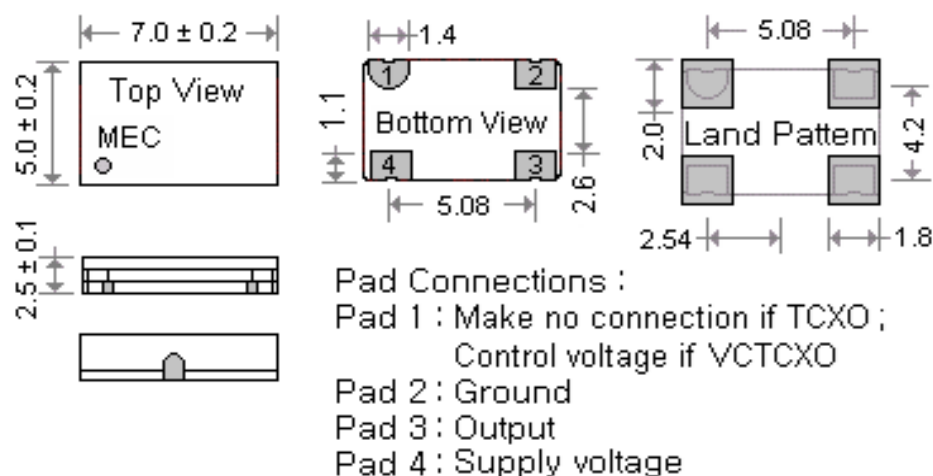 7.0 ± 0.2
5.0 ± 0.2
Top View
MEC
2.5 ± 0.1
1.4
1
2
1.1
Bottom View
4
3
5.08
2.6
5.08
2.0
Land Pattem
4.2
2.54
1.8
Pad Connections :
Pad 1 : Make no connection if TCXO ;
Control voltage if VCTCXO
Pad 2 : Ground
Pad 3 : Output
Pad 4 : Supply voltage